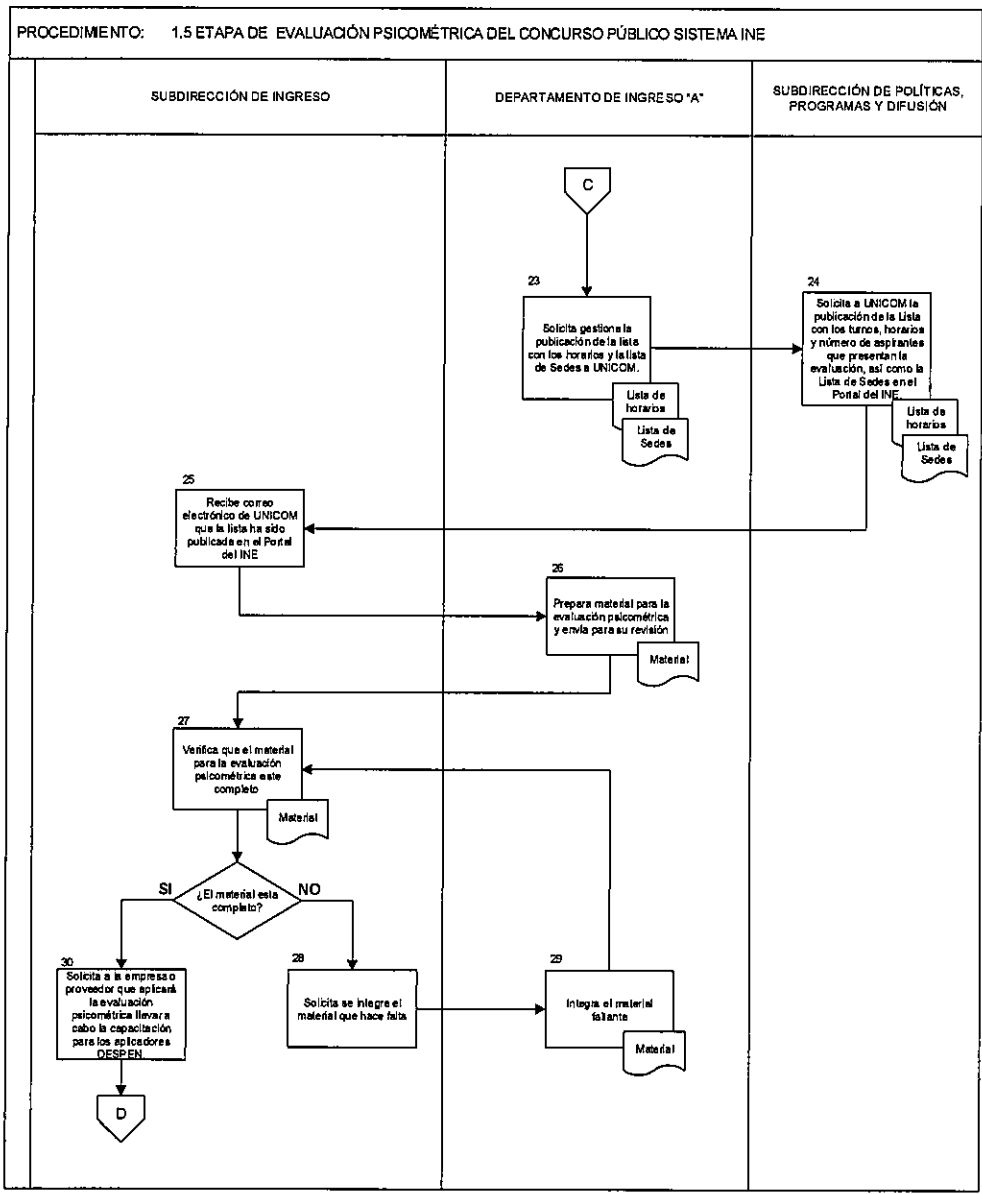 PROCEDIMIENTO: 1.5 ETAPA DE EVALUACIÓN PSICOMÉTRICA DEL CONCURSO PÚBLICO SISTEMA INE
SUBDIRECCIÓN DE INGRESO
DEPARTAMENTO DE INGRESO "A"
SUBDIRECCIÓN DE POLÍTICAS,
PROGRAMAS Y DIFUSIÓN
C
23
Solicita gestione la
publicación de la lista
con los horarios y la lista
de Sedes a UNICOM.
Lista de
horarios
Lista de
Sedes
24
Solicita a UNICOM la
publicación de la Lista
con los turnos, horarios
y número de aspirantes
que presentan la
evaluación, así como la
Lista de Sedes en el
Portal del INE.
Lista de
horarios
Lista de
Sedes
25
Recibe correo
electrónico de UNICOM
que la lista ha sido
publicada en el Portal
del INE
26
Prepara material para la
evaluación psicométrica
y envía para su revisión
Material
27
Verifica que el material
para la evaluación
psicométrica este
completo
Material
SI
¿El material esta
completo?
NO
30
Solicita a la empresa o
proveedor que aplicará
la evaluación
psicométrica llevar a
cabo la capacitación
para los aplicadores
DESPEN.
28
Solicita se integre el
material que hace falta
29
Integra el material
faltante
Material
D